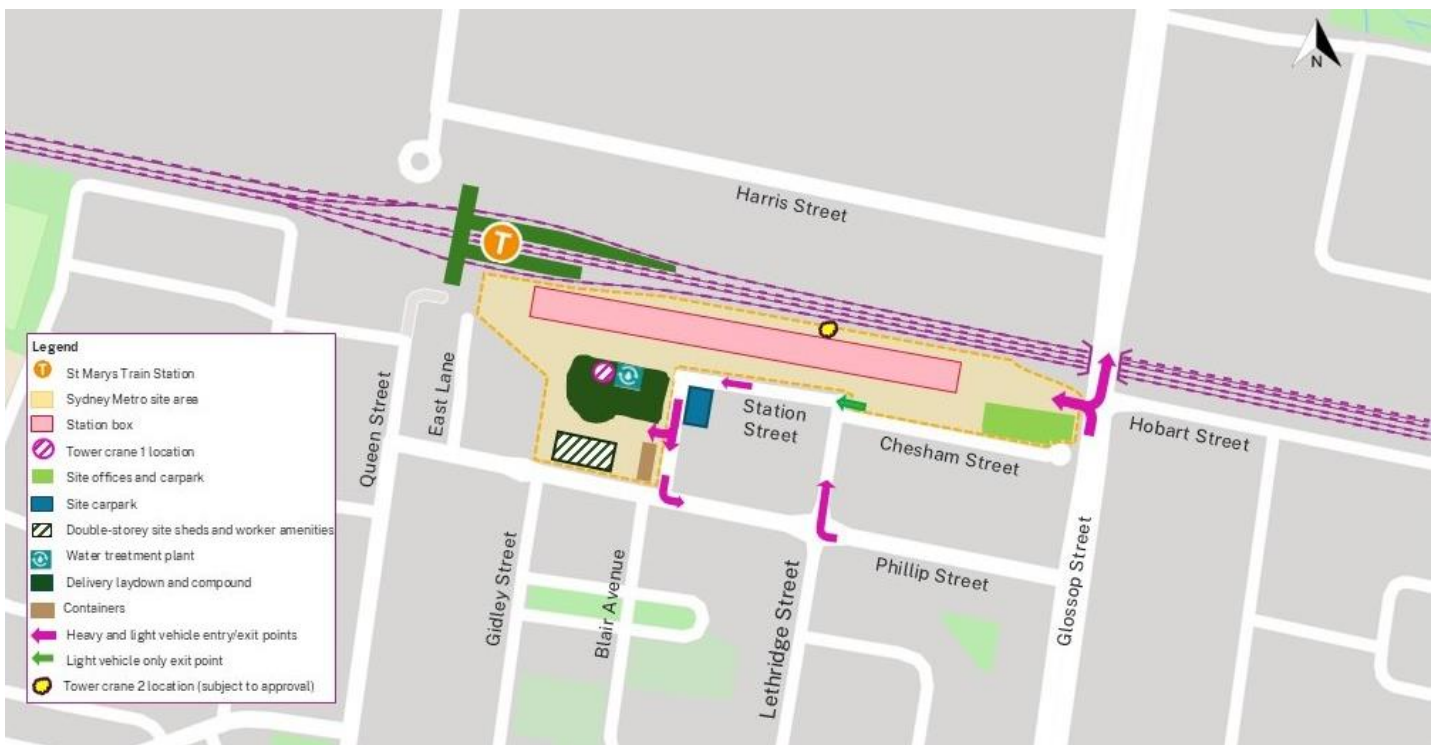 N
Harris Street
T
Legend
T St Marys Train Station
Sydney Metro site area
Station box
Tower crane 1 location
Site offices and carpark
Site carpark
Double-storey site sheds and worker amenities
Water treatment plant
Delivery laydown and compound
Containers
Heavy and light vehicle entry/exit points
Light vehicle only exit point
Tower crane 2 location (subject to approval)
Queen Street
East Lane
Station
Street
Chesham Street
Hobart Street
Gidley Street
Blair Avenue
Lethridge Street
Phillip Street
Glossop Street